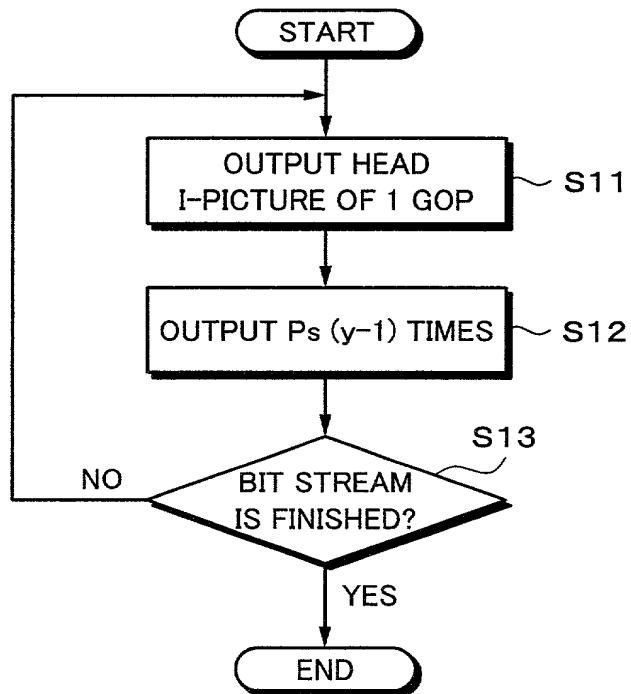 START
OUTPUT HEAD
I-PICTURE OF 1 GOP
S11
OUTPUT Ps (y-1) TIMES
S12
S13
NO
BIT STREAM
IS FINISHED?
YES
END